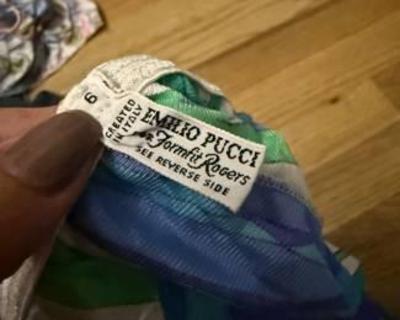 6
CREATED
IN ITALY
EMILIO PUCCI
for Formfit Rogers
SEE REVERSE SIDE